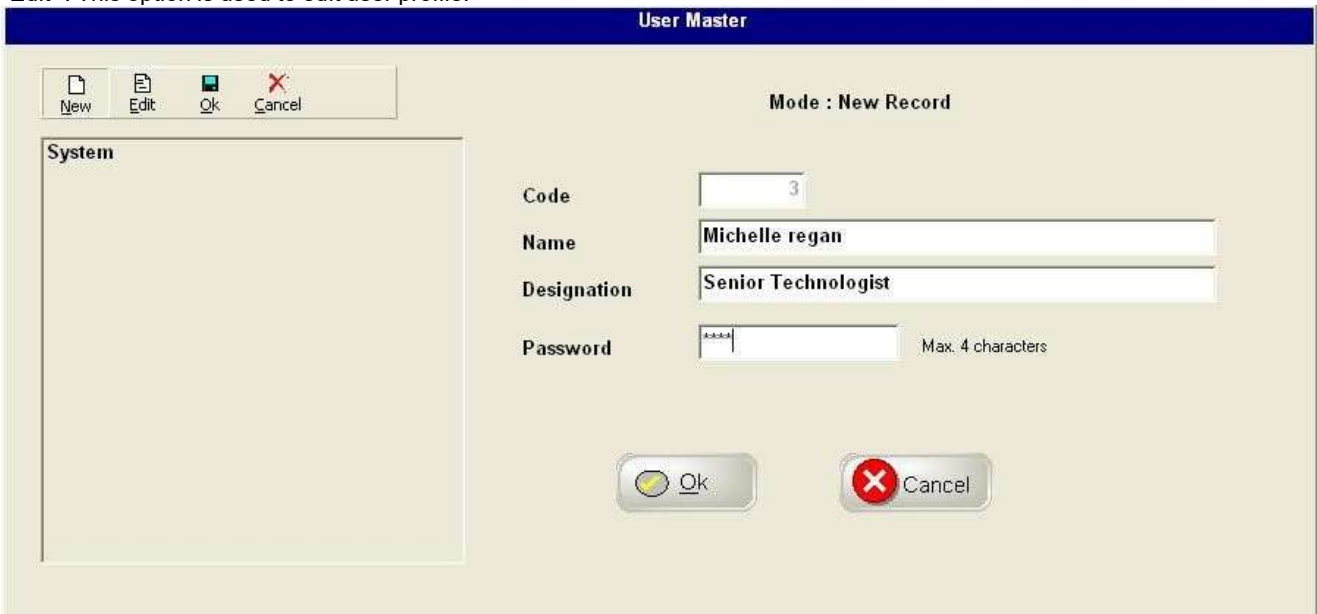 User Master
New Edit Ok Cancel
Mode : New Record
System
Code 3
Name Michelle regan
Designation Senior Technologist
Password **** Max. 4 characters
Ok Cancel